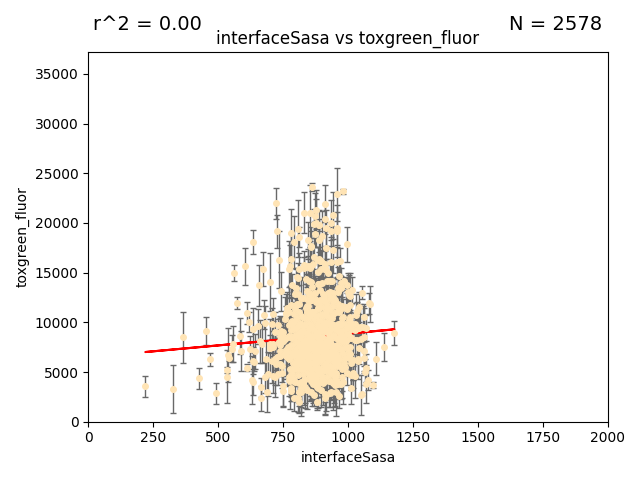 r^2 = 0.00
N = 2578
interfaceSasa vs toxgreen_fluor
35000
30000
25000
20000
15000
10000
5000
0
toxgreen_fluor
0 250 500 750 1000 1250 1500 1750 2000
interfaceSasa